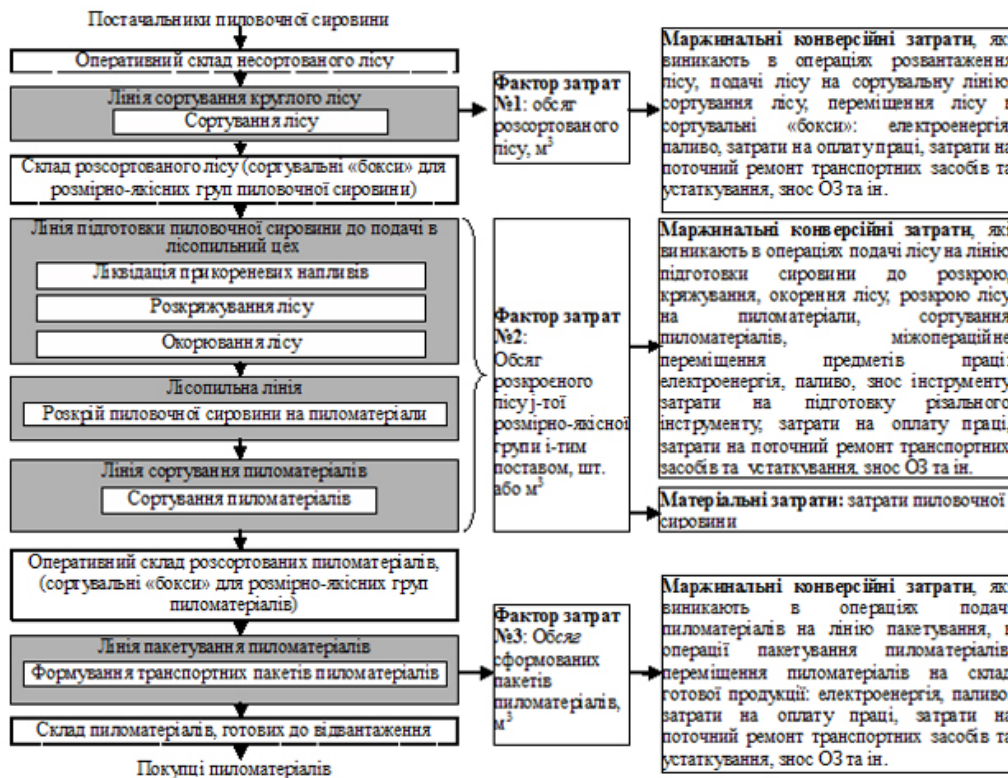 Постачальники пиловочної сировини
Оперативний склад несортованого лісу
Лінія сортування круглого лісу
Сортування лісу
Склад розсортованого лісу (сортувальні «бокси» для
розмірно-якісних груп пиловочної сировини)
Лінія підготовки пиловочної сировини до подачі в
лісопильний цех
Ліквідація прикореневих напливів
Розкряжування лісу
Окорювання лісу
Лісопильна лінія
Розкрій пиловочної сировини на пиломатеріали
Лінія сортування пиломатеріалів
Сортування пиломатеріалів
Оперативний склад розсортованих пиломатеріалів,
(сортувальні «бокси» для розмірно-якісних груп
пиломатеріалів)
Лінія пакетування пиломатеріалів
Формування транспортних пакетів пиломатеріалів
Склад пиломатеріалів, готових до відвантаження
Покупці пиломатеріалів
Фактор затрат
№1: обсяг
розсортованого
лісу, м³
Фактор затрат
№2:
Обсяг
розкроєного
лісу j-тої
розмірно-якісної
групи і-тим
поставом, шт.
або м³
Фактор затрат
№3: Обсяг
сформованих
пакетів
пиломатеріалів,
м³
Маржинальні конверсійні затрати, які
виникають в операціях розвантаження
лісу, подачі лісу на сортувальну лінію
сортування лісу, переміщення лісу в
сортувальні «бокси»: електроенергія
паливо, затрати на оплату праці, затрати на
поточний ремонт транспортних засобів та
устаткування, знос ОЗ та ін.
Маржинальні конверсійні затрати, які
виникають в операціях подачі лісу на лінію
підготовки сировини до розкрою,
кряжування, окорення лісу, розкрою лісу
на пиломатеріали, сортування
пиломатеріалів, міжопераційне
переміщення предметів праці:
електроенергія, паливо, знос інструменту
затрати на підготовку різального
інструменту, затрати на оплату праці,
затрати на поточний ремонт транспортних
засобів та устаткування, знос ОЗ та ін.
Матеріальні затрати: затрати пиловочної
сировини
Маржинальні конверсійні затрати, які
виникають в операціях подачі
пиломатеріалів на лінію пакетування, в
операції пакетування пиломатеріалів
переміщення пиломатеріалів на склад
готової продукції: електроенергія, паливо,
затрати на оплату праці, затрати на
поточний ремонт транспортних засобів та
устаткування, знос ОЗ та ін.